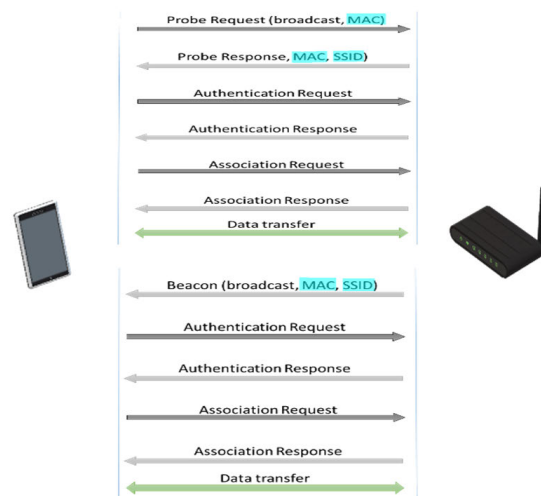 Probe Request (broadcast, MAC)
Probe Response, MAC, SSID)
Authentication Request
Authentication Response
Association Request
Association Response
Data transfer
Beacon (broadcast, MAC, SSID)
Authentication Request
Authentication Response
Association Request
Association Response
Data transfer